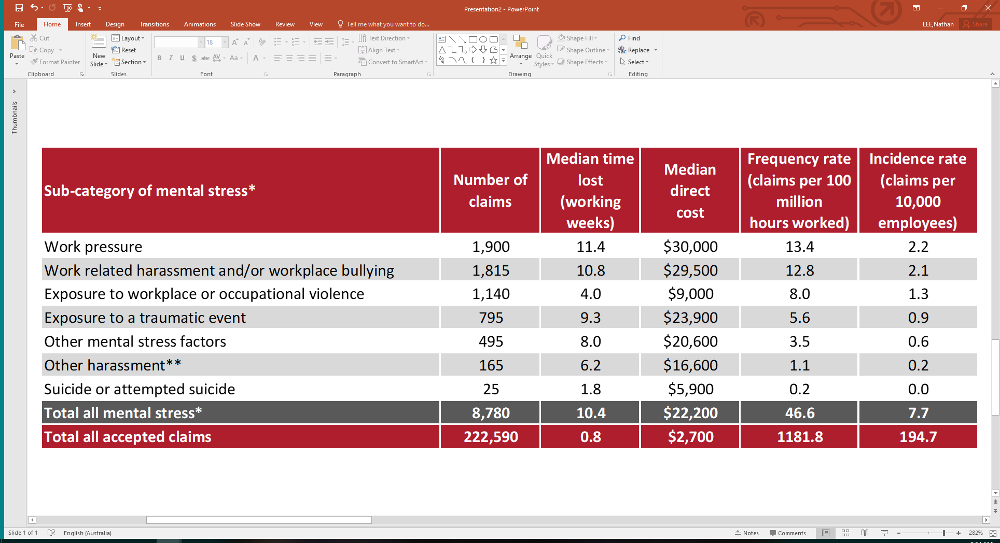 Presentation2 - PowerPoint
File Home Insert Design Transitions Animations Slide Show Review View Tell me what you want to do... LEE,Nathan Share
Paste
Cut
Copy
Format Painter
Clipboard
New
Slide
Layout
Reset
Section
Slides
18
B I U S abc AV Aa A
Font
Text Direction
Align Text
Convert to SmartArt
Paragraph
Arrange
Quick
Styles
Shape Fill
Shape Outline
Shape Effects
Drawing
Find
Replace
Select
Editing
Thumbnails
Sub-category of mental stress*
Number of
claims
Median time
lost
(working
weeks)
Median
direct
cost
Frequency rate
(claims per 100
million
hours worked)
Incidence rate
(claims per
10,000
employees)
Work pressure 1,900 11.4 $30,000 13.4 2.2
Work related harassment and/or workplace bullying 1,815 10.8 $29,500 12.8 2.1
Exposure to workplace or occupational violence 1,140 4.0 $9,000 8.0 1.3
Exposure to a traumatic event 795 9.3 $23,900 5.6 0.9
Other mental stress factors 495 8.0 $20,600 3.5 0.6
Other harassment** 165 6.2 $16,600 1.1 0.2
Suicide or attempted suicide 25 1.8 $5,900 0.2 0.0
Total all mental stress* 8,780 10.4 $22,200 46.6 7.7
Total all accepted claims 222,590 0.8 $2,700 1181.8 194.7
Slide 1 of 1 English (Australia) Notes Comments 282%